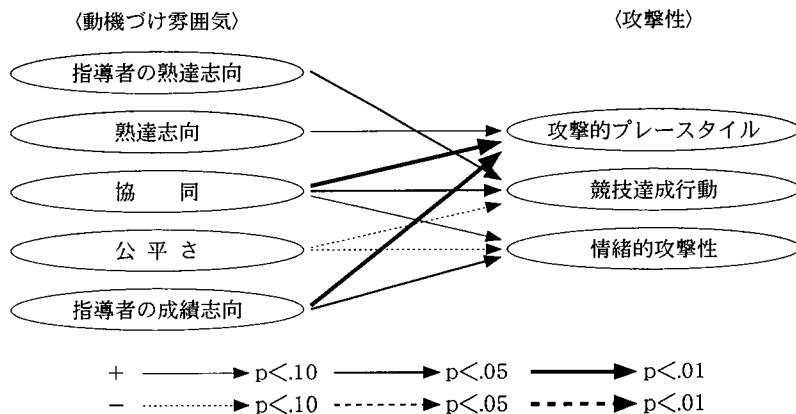 〈動機づけ雰囲気〉 〈攻撃性〉
指導者の熟達志向
熟達志向 攻撃的プレースタイル
協 同 競技達成行動
公 平 さ 情緒的攻撃性
指導者の成績志向
+ p<.10 p<.05 p<.01
− p<.10 p<.05 p<.01